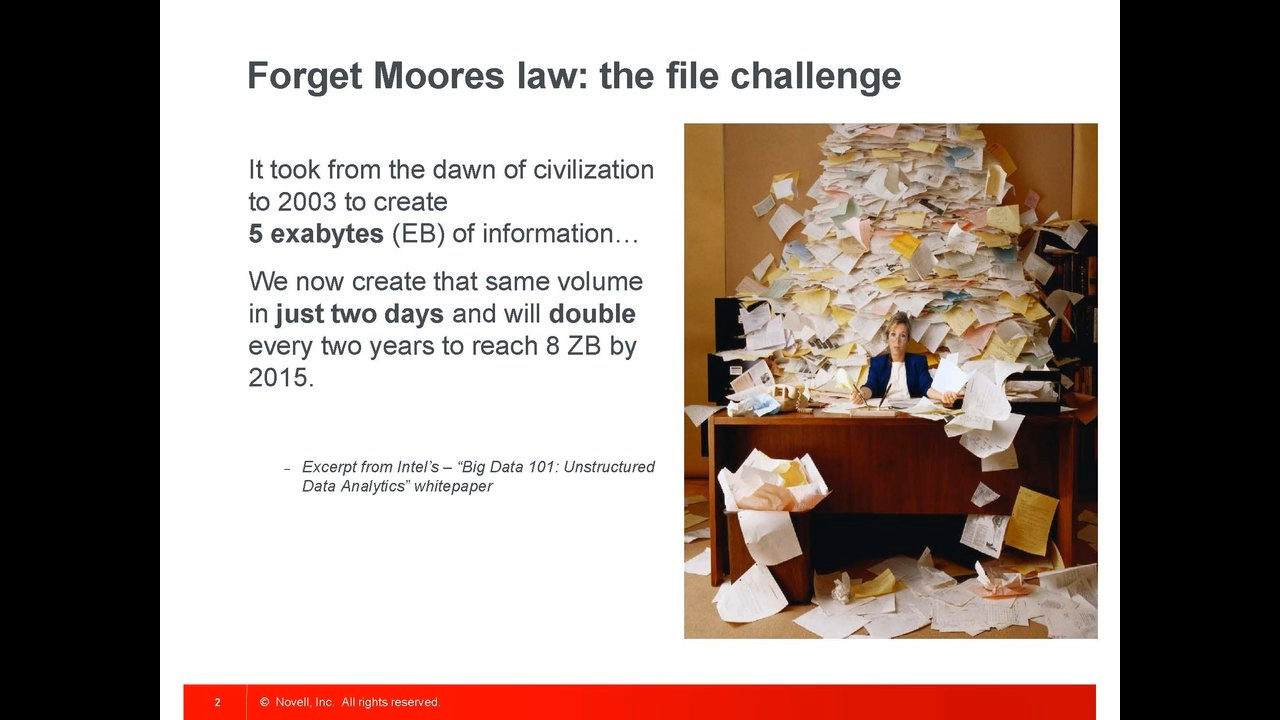 Forget Moores law: the file challenge
It took from the dawn of civilization
to 2003 to create
5 exabytes (EB) of information…
We now create that same volume
in just two days and will double
every two years to reach 8 ZB by
2015.
– Excerpt from Intel’s – “Big Data 101: Unstructured
Data Analytics” whitepaper
2 © Novell, Inc. All rights reserved.